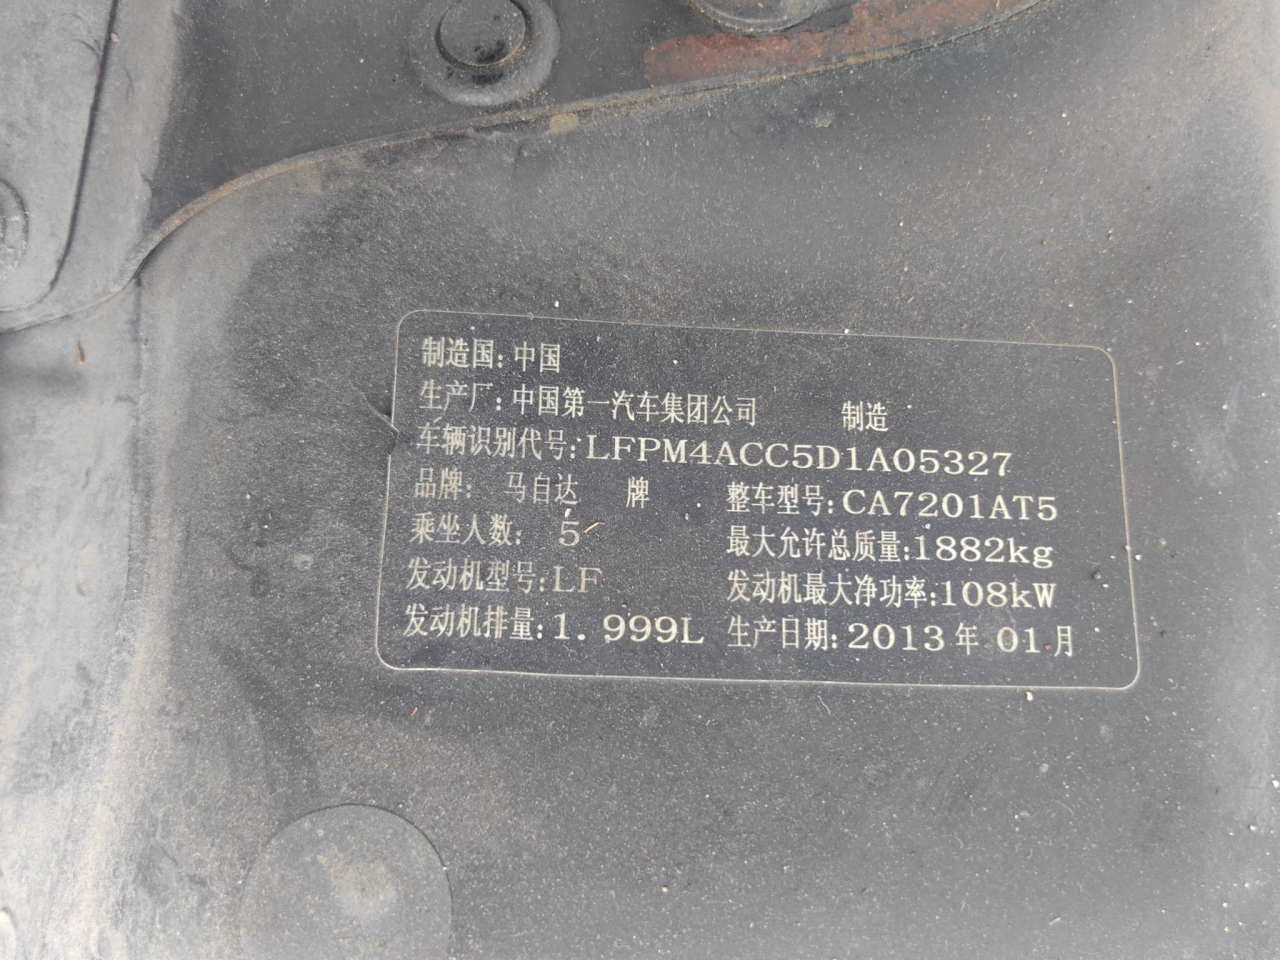 制造国:中国
生产厂:中国第一汽车集团公司 制造
车辆识别代号:LFPM4ACC5D1A05327
品牌: 马自达 牌 整车型号:CA7201AT5
乘坐人数: 5 最大允许总质量:1882kg
发动机型号:LF 发动机最大净功率:108kW
发动机排量:1.999L 生产日期:2013年01月